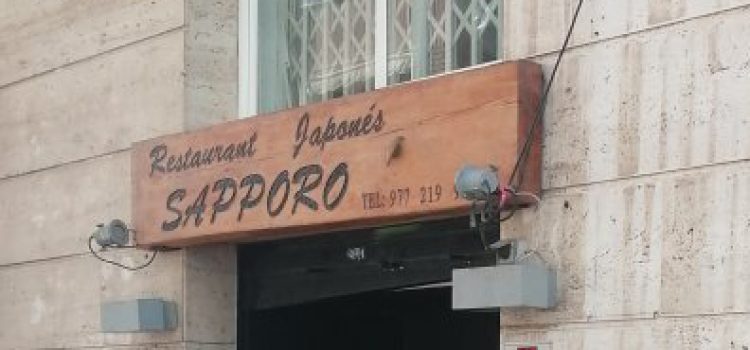 Restaurant Japonés
SAPPORO
TEL: 977 219